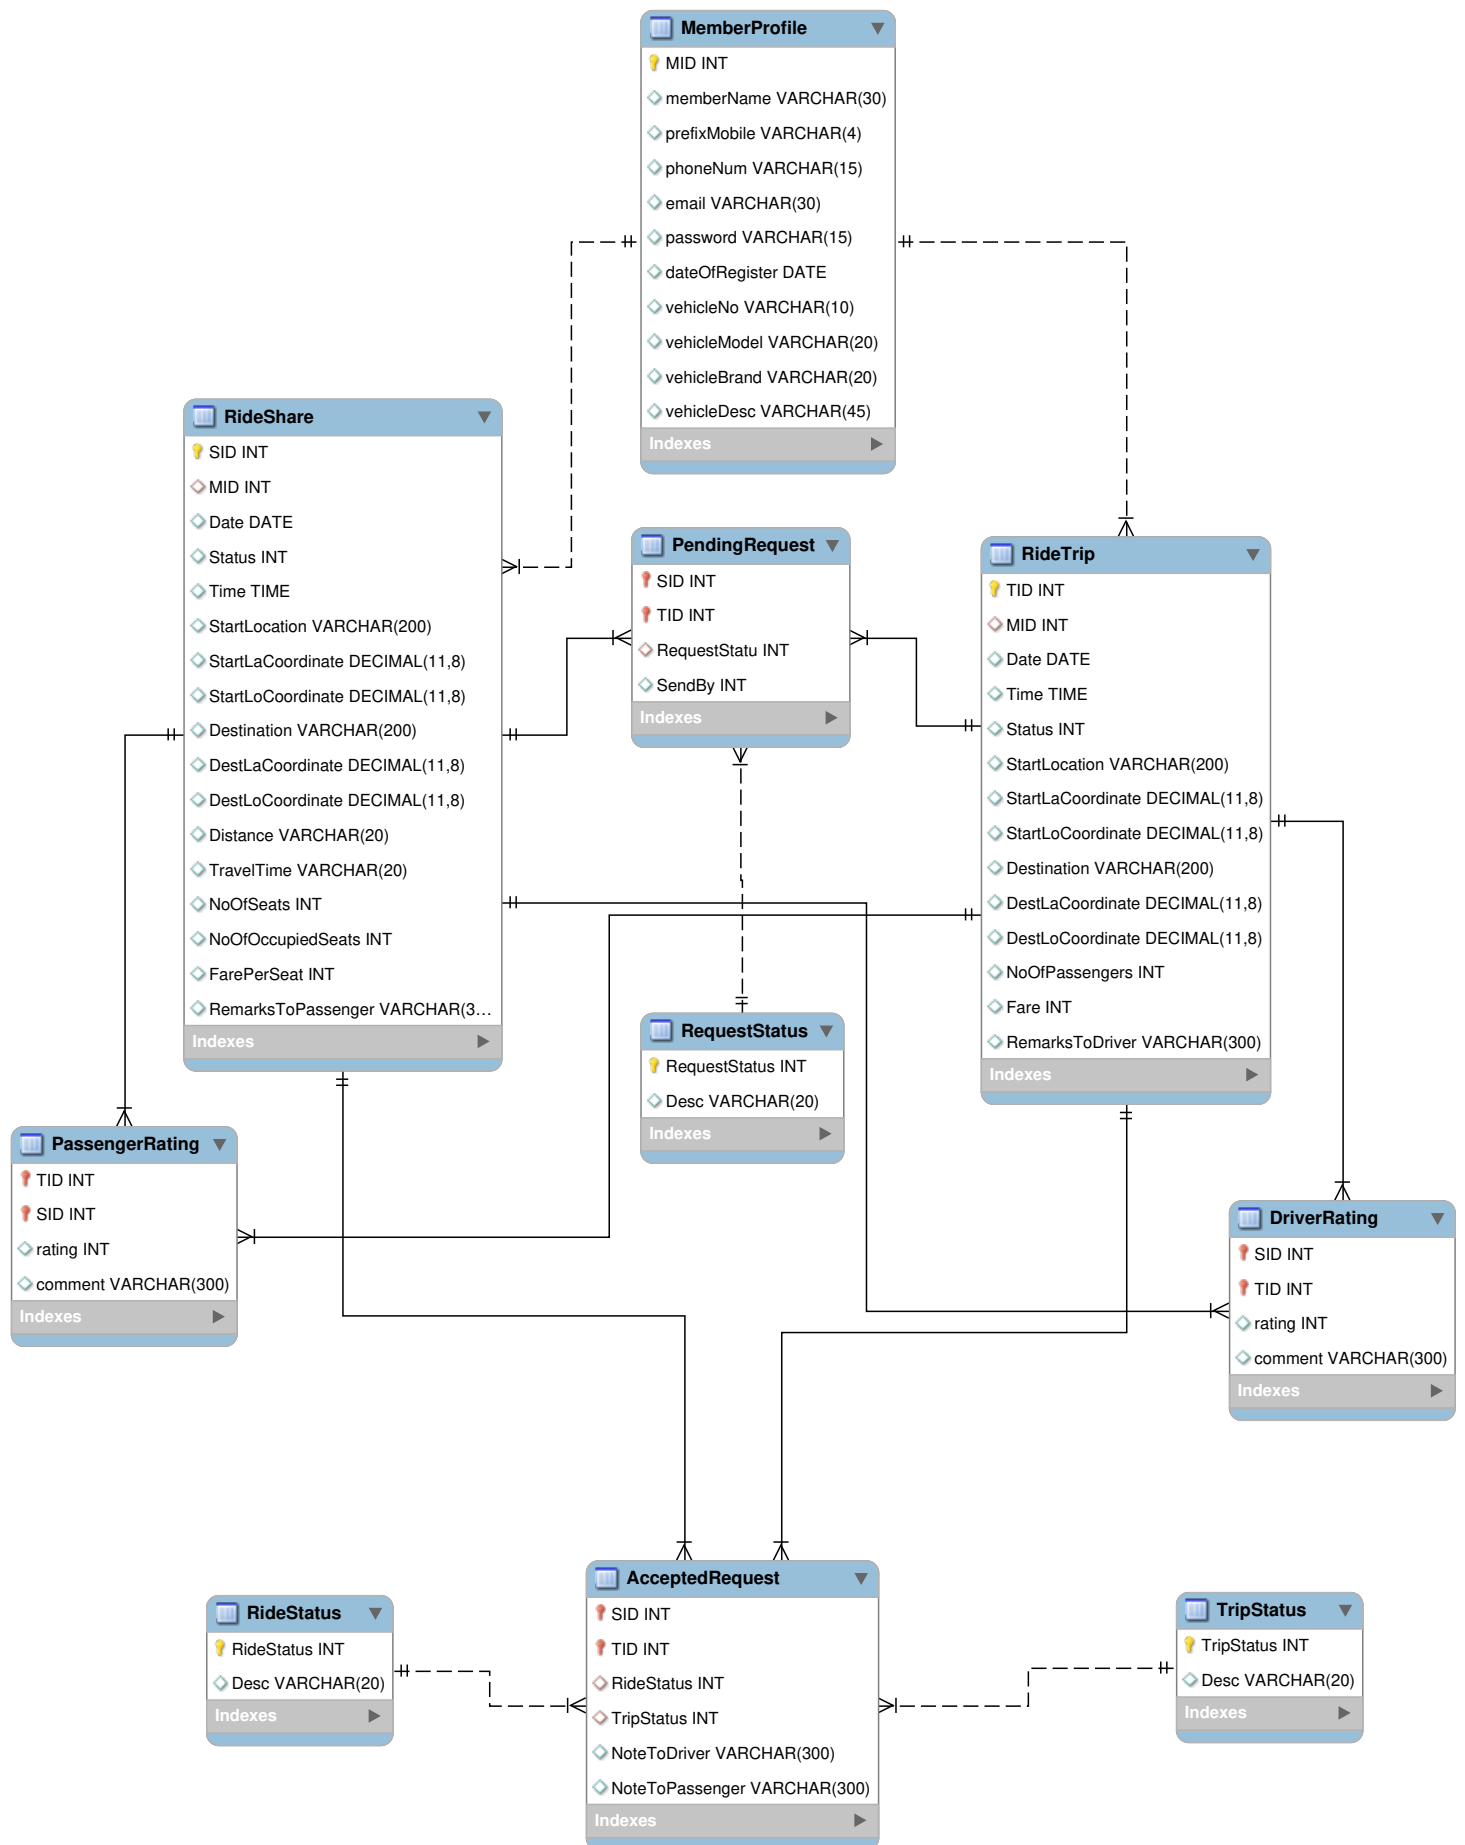 MemberProfile
MID INT
memberName VARCHAR(30)
prefixMobile VARCHAR(4)
phoneNum VARCHAR(15)
email VARCHAR(30)
password VARCHAR(15)
dateOfRegister DATE
vehicleNo VARCHAR(10)
vehicleModel VARCHAR(20)
vehicleBrand VARCHAR(20)
vehicleDesc VARCHAR(45)
Indexes
RideShare
SID INT
MID INT
Date DATE
Status INT
Time TIME
StartLocation VARCHAR(200)
StartLaCoordinate DECIMAL(11,8)
StartLoCoordinate DECIMAL(11,8)
Destination VARCHAR(200)
DestLaCoordinate DECIMAL(11,8)
DestLoCoordinate DECIMAL(11,8)
Distance VARCHAR(20)
TravelTime VARCHAR(20)
NoOfSeats INT
NoOfOccupiedSeats INT
FarePerSeat INT
RemarksToPassenger VARCHAR(3...
Indexes
PendingRequest
SID INT
TID INT
RequestStatu INT
SendBy INT
Indexes
RideTrip
TID INT
MID INT
Date DATE
Time TIME
Status INT
StartLocation VARCHAR(200)
StartLaCoordinate DECIMAL(11,8)
StartLoCoordinate DECIMAL(11,8)
Destination VARCHAR(200)
DestLaCoordinate DECIMAL(11,8)
DestLoCoordinate DECIMAL(11,8)
NoOfPassengers INT
Fare INT
RemarksToDriver VARCHAR(300)
Indexes
RequestStatus
RequestStatus INT
Desc VARCHAR(20)
Indexes
PassengerRating
TID INT
SID INT
rating INT
comment VARCHAR(300)
Indexes
DriverRating
SID INT
TID INT
rating INT
comment VARCHAR(300)
Indexes
RideStatus
RideStatus INT
Desc VARCHAR(20)
Indexes
AcceptedRequest
SID INT
TID INT
RideStatus INT
TripStatus INT
NoteToDriver VARCHAR(300)
NoteToPassenger VARCHAR(300)
Indexes
TripStatus
TripStatus INT
Desc VARCHAR(20)
Indexes